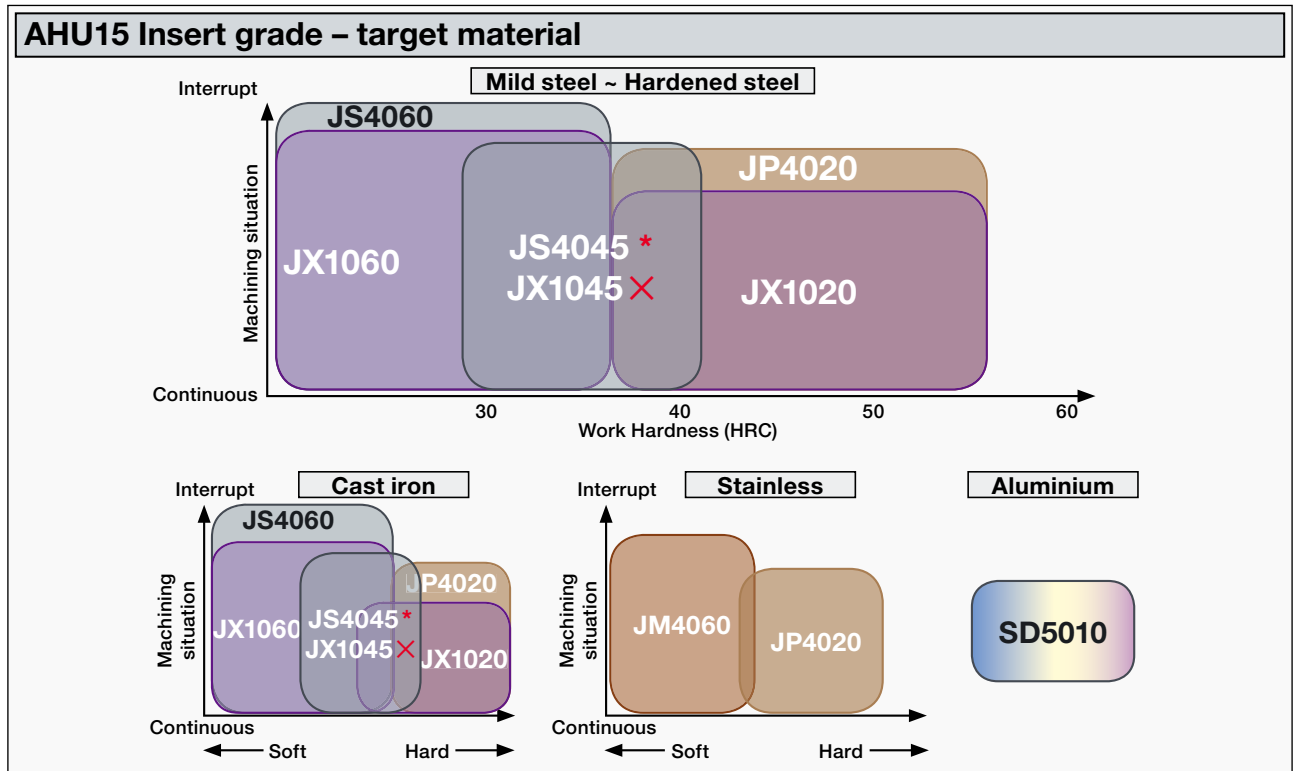 AHU15 Insert grade – target material
Mild steel ~ Hardened steel
Interrupt
Machining situation
Continuous
JS4060
JP4020
JX1060
JS4045 *
JX1045 ×
JX1020
30 40 50 60
Work Hardness (HRC)
Cast iron
Interrupt
Machining
situation
Continuous
JS4060
JP4020
JX1060
JS4045 *
JX1045 ×
JX1020
Soft Hard
Stainless
Interrupt
Machining
situation
Continuous
JM4060
JP4020
Soft Hard
Aluminium
SD5010